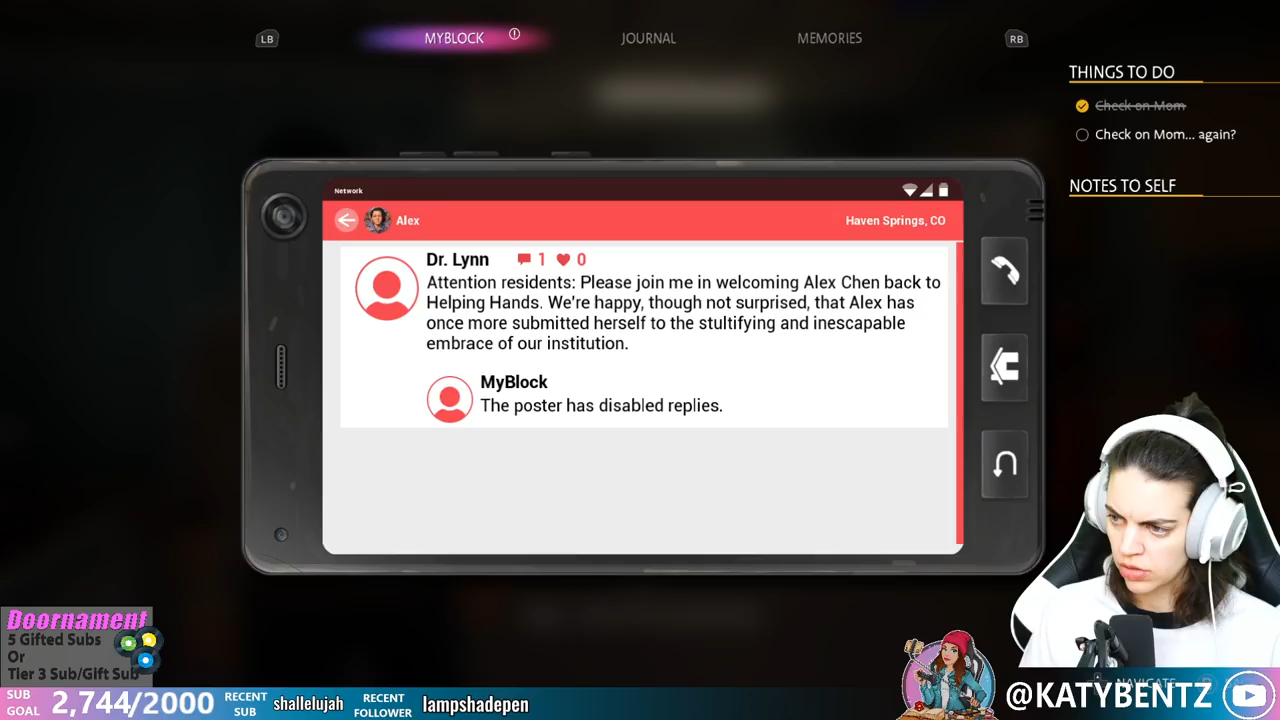 LB
MYBLOCK
JOURNAL
MEMORIES
RB
THINGS TO DO
Check on Mom
Check on Mom... again?
NOTES TO SELF
Network
Alex
Haven Springs, CO
Dr. Lynn 1 0
Attention residents: Please join me in welcoming Alex Chen back to
Helping Hands. We're happy, though not surprised, that Alex has
once more submitted herself to the stultifying and inescapable
embrace of our institution.
MyBlock
The poster has disabled replies.
Doornament
5 Gifted Subs
Or
Tier 3 Sub/Gift Sub
SUB GOAL 2,744/2000
RECENT SUB shallelujah
RECENT FOLLOWER lampshadepen
NAVIGATE
@KATYBENTZ